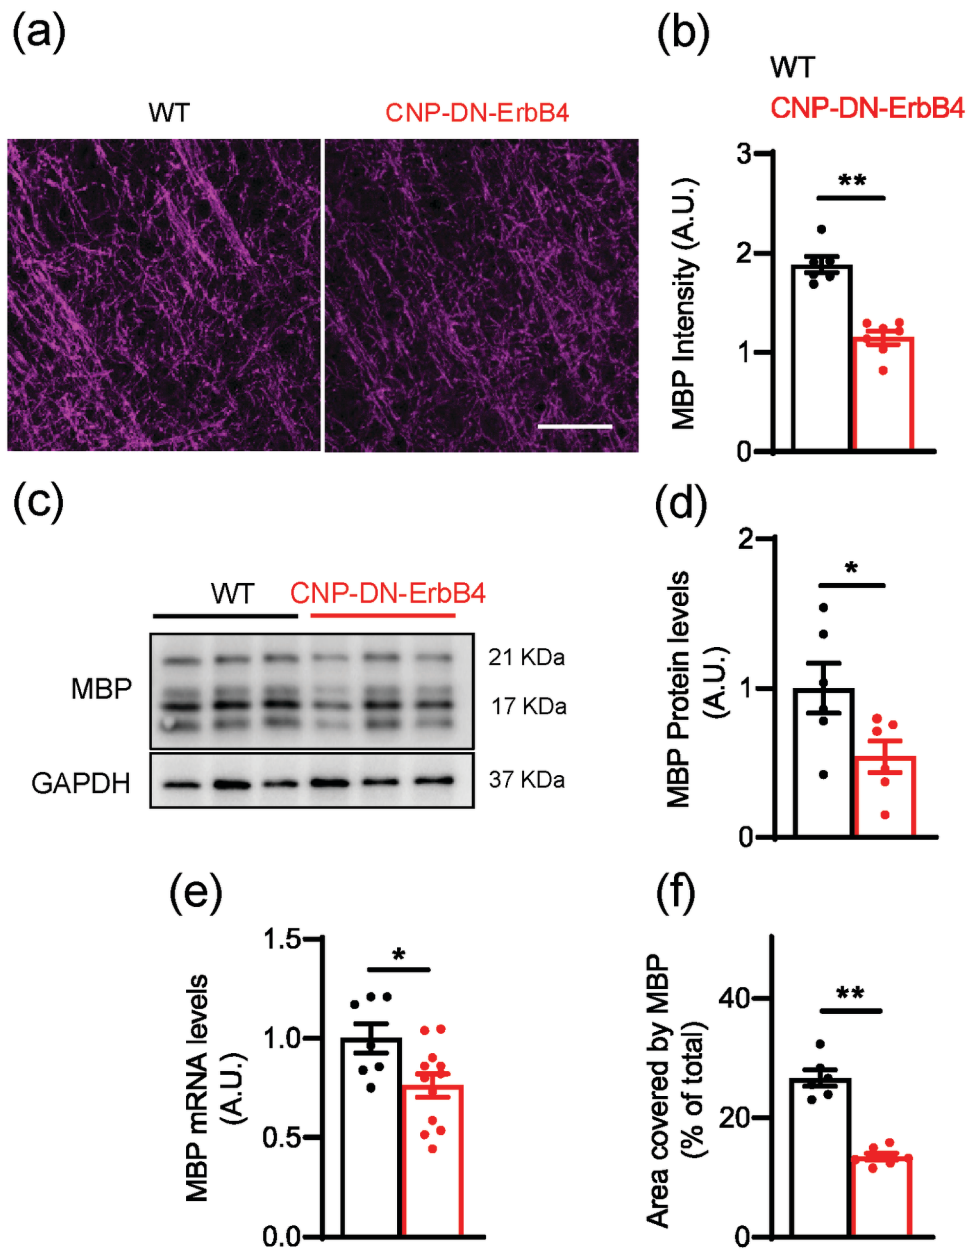 (a)
WT
CNP-DN-ErbB4
(b)
WT
CNP-DN-ErbB4
MBP Intensity (A.U.)
3
2
1
0
**
(c)
WT
CNP-DN-ErbB4
MBP
21 KDa
17 KDa
GAPDH
37 KDa
(d)
MBP Protein levels
(A.U.)
2
1
0
*
(e)
MBP mRNA levels
(A.U.)
1.5
1.0
0.5
0.0
*
(f)
Area covered by MBP
(% of total)
40
20
0
**